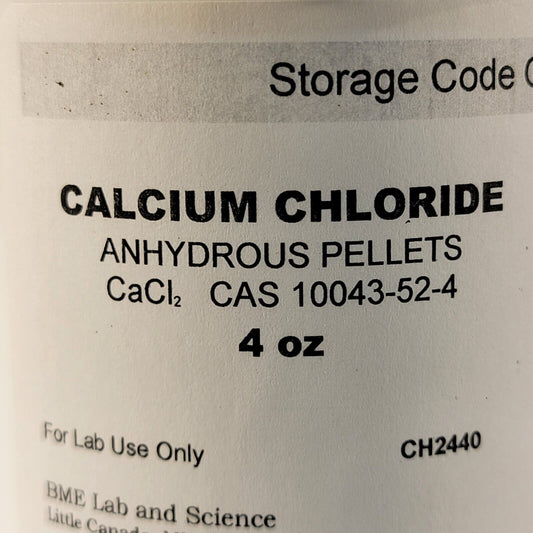 Storage Code
CALCIUM CHLORIDE
ANHYDROUS PELLETS
CaCl₂ CAS 10043-52-4
4 oz
For Lab Use Only
CH2440
BME Lab and Science
Little